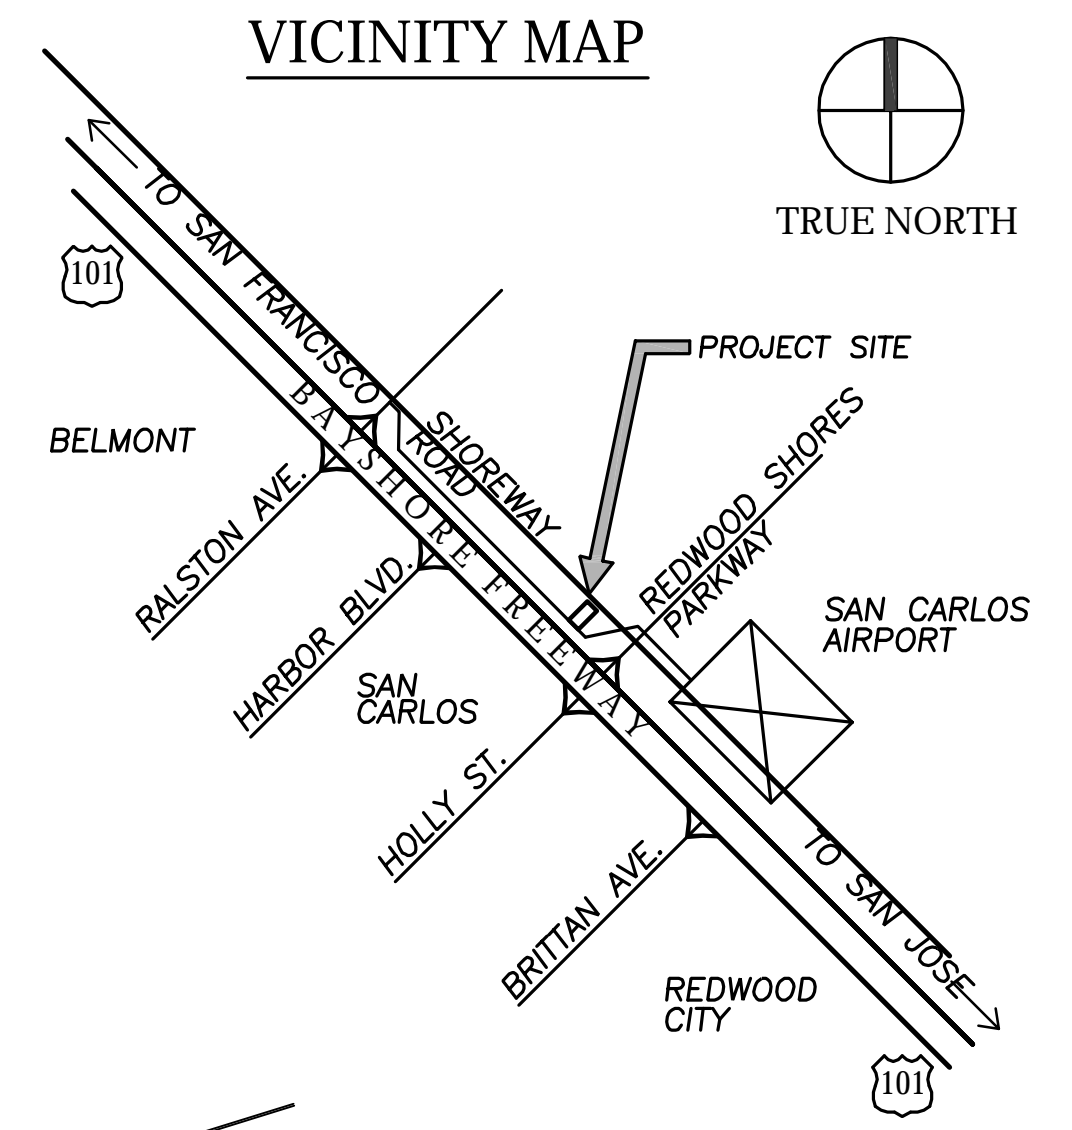 VICINITY MAP
TRUE NORTH
TO SAN FRANCISCO
101
PROJECT SITE
BELMONT
BAYSHORE FREEWAY
SHOREWAY
ROAD
REDWOOD SHORES
PARKWAY
RALSTON AVE.
HARBOR BLVD.
SAN CARLOS
AIRPORT
SAN
CARLOS
HOLLY ST.
BRITTAN AVE.
TO SAN JOSE
REDWOOD
CITY
101